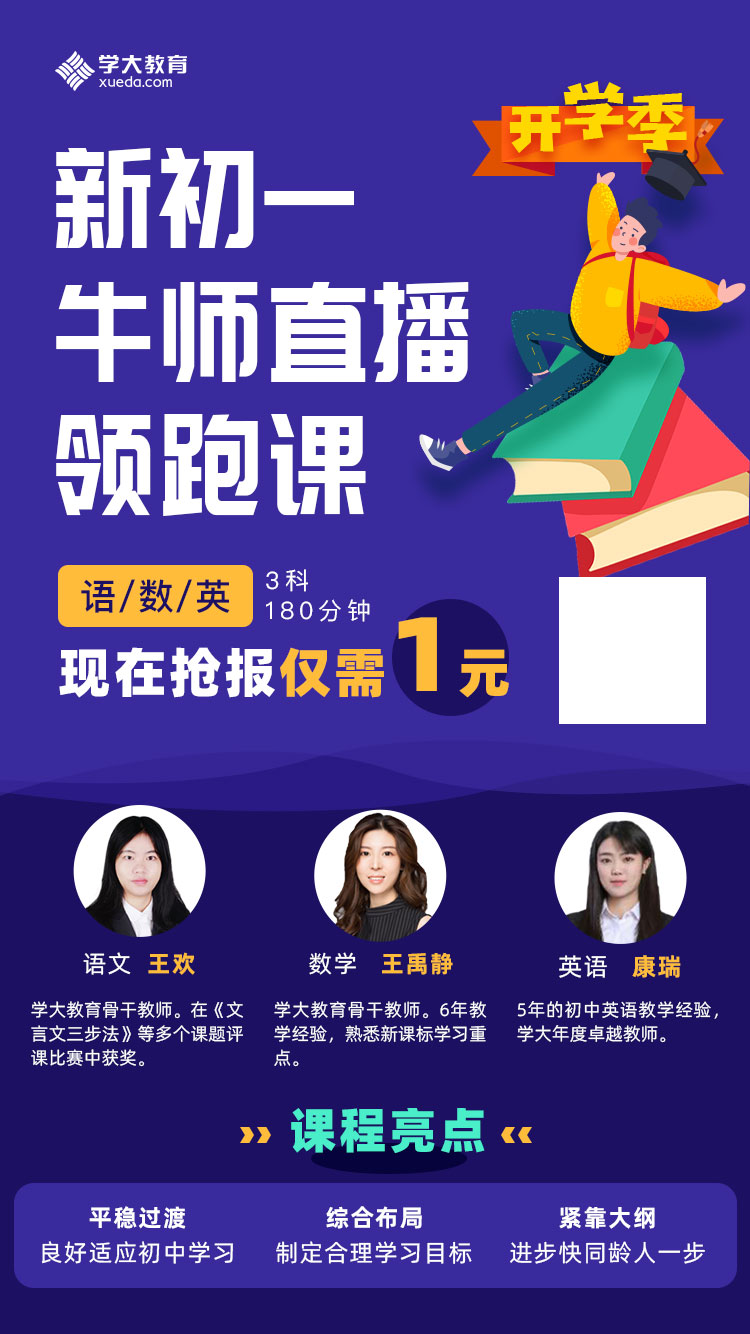 学大教育
xueda.com
开学季
新初一
牛师直播
领跑课
语/数/英
3科
180分钟
现在抢报仅需1元
语文 王欢
学大教育骨干教师。在《文
言文三步法》等多个课题评
课比赛中获奖。
数学 王禹静
学大教育骨干教师。6年教
学经验，熟悉新课标学习重
点。
英语 康瑞
5年的初中英语教学经验，
学大年度卓越教师。
课程亮点
平稳过渡
良好适应初中学习
综合布局
制定合理学习目标
紧靠大纲
进步快同龄人一步